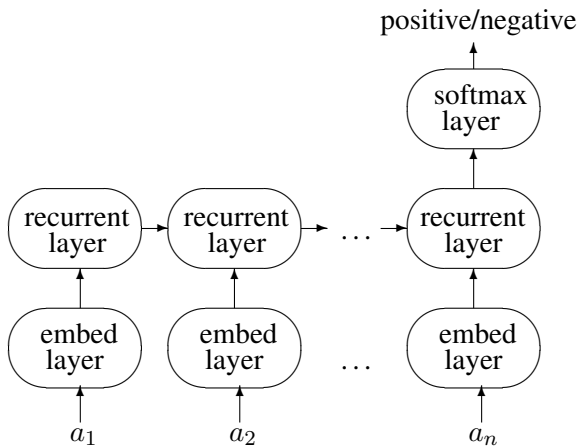 positive/negative
softmax
layer
recurrent
layer
recurrent
layer
...
recurrent
layer
embed
layer
embed
layer
...
embed
layer
a1
a2
an